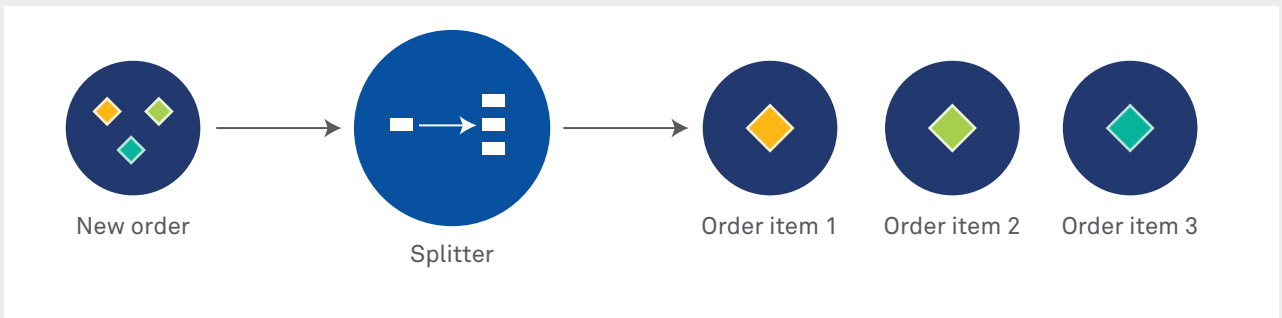 New order
Splitter
Order item 1
Order item 2
Order item 3